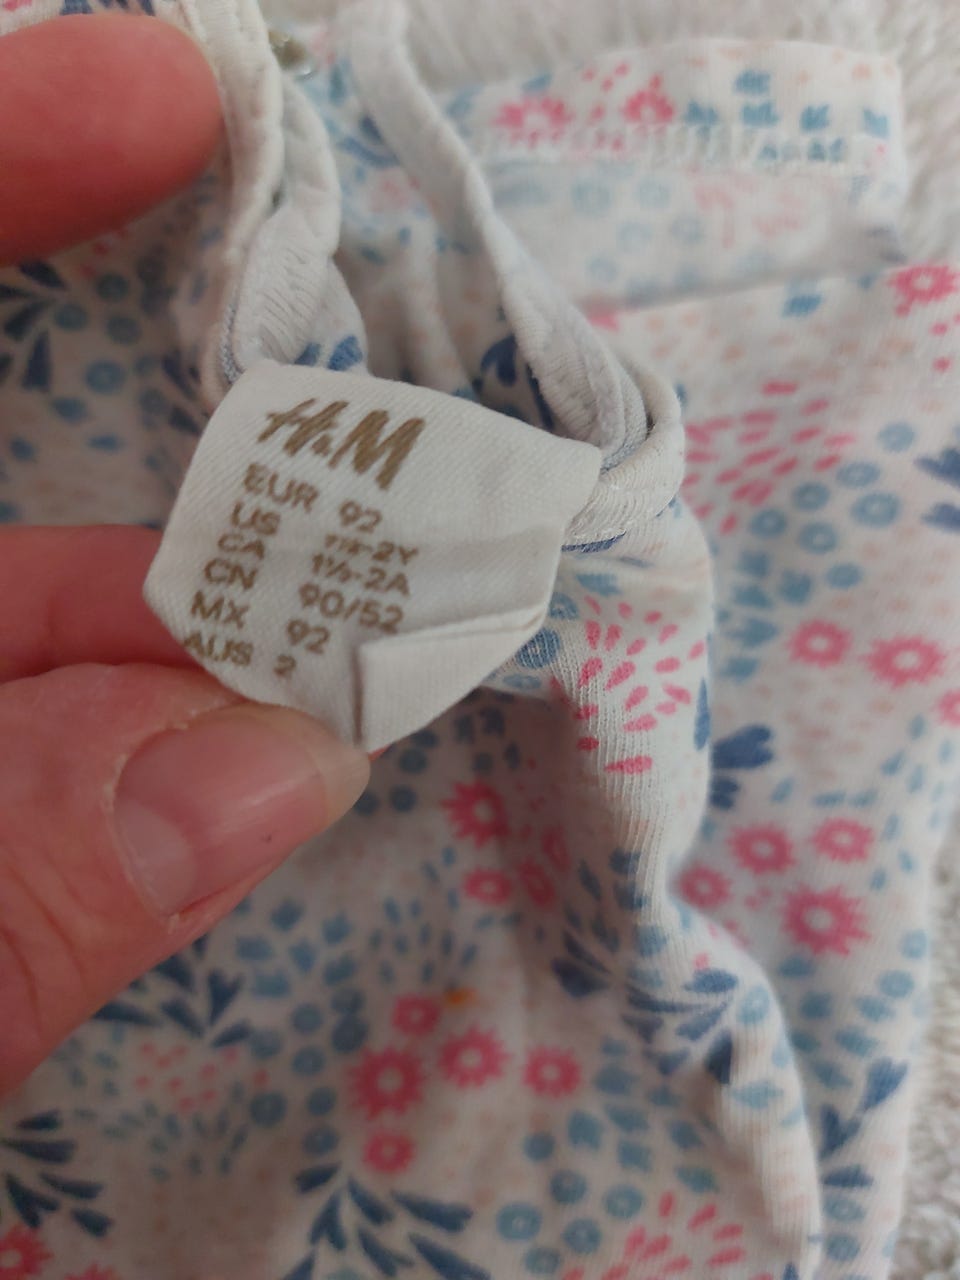 H&M
EUR 92
US 1½-2Y
CA 1½-2A
CN 90/52
MX 92
AUS 2